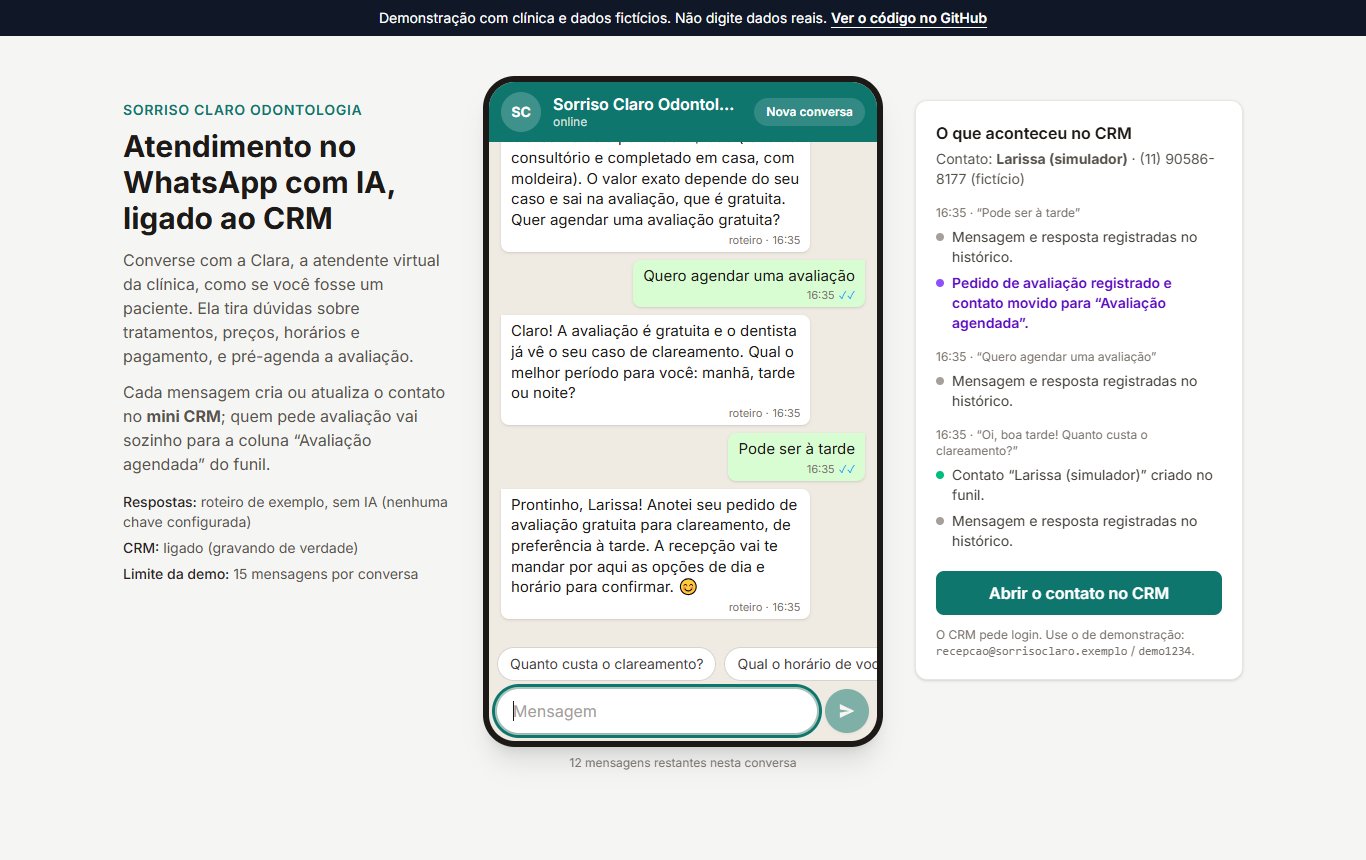 Demonstração com clínica e dados fictícios. Não digite dados reais. Ver o código no GitHub
SORRISO CLARO ODONTOLOGIA
Atendimento no
WhatsApp com IA,
ligado ao CRM
Converse com a Clara, a atendente virtual
da clínica, como se você fosse um
paciente. Ela tira dúvidas sobre
tratamentos, preços, horários e
pagamento, e pré-agenda a avaliação.
Cada mensagem cria ou atualiza o contato
no mini CRM; quem pede avaliação vai
sozinho para a coluna “Avaliação
agendada” do funil.
Respostas: roteiro de exemplo, sem IA (nenhuma
chave configurada)
CRM: ligado (gravando de verdade)
Limite da demo: 15 mensagens por conversa
SC
Sorriso Claro Odontol...
online
Nova conversa
consultório e completado em casa, com
moldeira). O valor exato depende do seu
caso e sai na avaliação, que é gratuita.
Quer agendar uma avaliação gratuita?
roteiro · 16:35
Quero agendar uma avaliação
16:35 ✓✓
Claro! A avaliação é gratuita e o dentista
já vê o seu caso de clareamento. Qual o
melhor período para você: manhã, tarde
ou noite?
roteiro · 16:35
Pode ser à tarde
16:35 ✓✓
Prontinho, Larissa! Anotei seu pedido de
avaliação gratuita para clareamento, de
preferência à tarde. A recepção vai te
mandar por aqui as opções de dia e
horário para confirmar. 😊
roteiro · 16:35
Quanto custa o clareamento?
Qual o horário de voc
Mensagem
12 mensagens restantes nesta conversa
O que aconteceu no CRM
Contato: Larissa (simulador) · (11) 90586-
8177 (fictício)
16:35 · “Pode ser à tarde”
Mensagem e resposta registradas no
histórico.
Pedido de avaliação registrado e
contato movido para “Avaliação
agendada”.
16:35 · “Quero agendar uma avaliação”
Mensagem e resposta registradas no
histórico.
16:35 · “Oi, boa tarde! Quanto custa o
clareamento?”
Contato “Larissa (simulador)” criado no
funil.
Mensagem e resposta registradas no
histórico.
Abrir o contato no CRM
O CRM pede login. Use o de demonstração:
recepcao@sorrisoclaro.exemplo / demo1234.